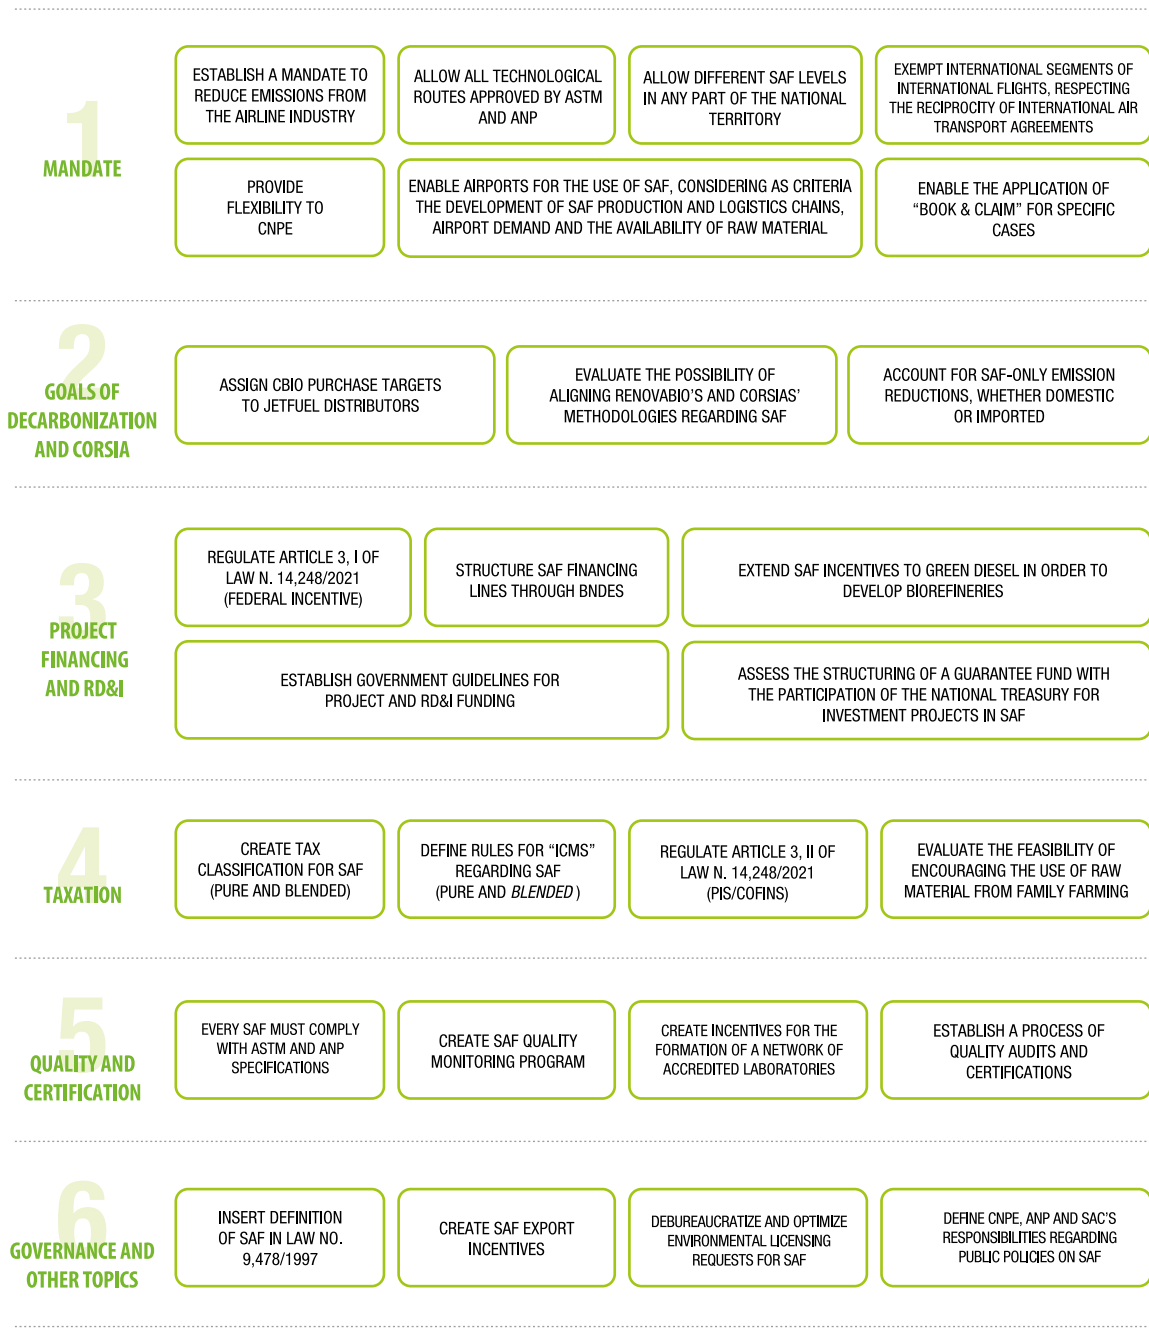 1
MANDATE
ESTABLISH A MANDATE TO
REDUCE EMISSIONS FROM
THE AIRLINE INDUSTRY
ALLOW ALL TECHNOLOGICAL
ROUTES APPROVED BY ASTM
AND ANP
ALLOW DIFFERENT SAF LEVELS
IN ANY PART OF THE NATIONAL
TERRITORY
EXEMPT INTERNATIONAL SEGMENTS OF
INTERNATIONAL FLIGHTS, RESPECTING
THE RECIPROCITY OF INTERNATIONAL AIR
TRANSPORT AGREEMENTS
PROVIDE
FLEXIBILITY TO
CNPE
ENABLE AIRPORTS FOR THE USE OF SAF, CONSIDERING AS CRITERIA
THE DEVELOPMENT OF SAF PRODUCTION AND LOGISTICS CHAINS,
AIRPORT DEMAND AND THE AVAILABILITY OF RAW MATERIAL
ENABLE THE APPLICATION OF
“BOOK & CLAIM” FOR SPECIFIC
CASES
2
GOALS OF
DECARBONIZATION
AND CORSIA
ASSIGN CBIO PURCHASE TARGETS
TO JETFUEL DISTRIBUTORS
EVALUATE THE POSSIBILITY OF
ALIGNING RENOVABIO’S AND CORSIAS’
METHODOLOGIES REGARDING SAF
ACCOUNT FOR SAF-ONLY EMISSION
REDUCTIONS, WHETHER DOMESTIC
OR IMPORTED
3
PROJECT
FINANCING
AND RD&I
REGULATE ARTICLE 3, I OF
LAW N. 14,248/2021
(FEDERAL INCENTIVE)
STRUCTURE SAF FINANCING
LINES THROUGH BNDES
EXTEND SAF INCENTIVES TO GREEN DIESEL IN ORDER TO
DEVELOP BIOREFINERIES
ESTABLISH GOVERNMENT GUIDELINES FOR
PROJECT AND RD&I FUNDING
ASSESS THE STRUCTURING OF A GUARANTEE FUND WITH
THE PARTICIPATION OF THE NATIONAL TREASURY FOR
INVESTMENT PROJECTS IN SAF
4
TAXATION
CREATE TAX
CLASSIFICATION FOR SAF
(PURE AND BLENDED)
DEFINE RULES FOR “ICMS”
REGARDING SAF
(PURE AND BLENDED )
REGULATE ARTICLE 3, II OF
LAW N. 14,248/2021
(PIS/COFINS)
EVALUATE THE FEASIBILITY OF
ENCOURAGING THE USE OF RAW
MATERIAL FROM FAMILY FARMING
5
QUALITY AND
CERTIFICATION
EVERY SAF MUST COMPLY
WITH ASTM AND ANP
SPECIFICATIONS
CREATE SAF QUALITY
MONITORING PROGRAM
CREATE INCENTIVES FOR THE
FORMATION OF A NETWORK OF
ACCREDITED LABORATORIES
ESTABLISH A PROCESS OF
QUALITY AUDITS AND
CERTIFICATIONS
6
GOVERNANCE AND
OTHER TOPICS
INSERT DEFINITION
OF SAF IN LAW NO.
9,478/1997
CREATE SAF EXPORT
INCENTIVES
DEBUREAUCRATIZE AND OPTIMIZE
ENVIRONMENTAL LICENSING
REQUESTS FOR SAF
DEFINE CNPE, ANP AND SAC’S
RESPONSIBILITIES REGARDING
PUBLIC POLICIES ON SAF